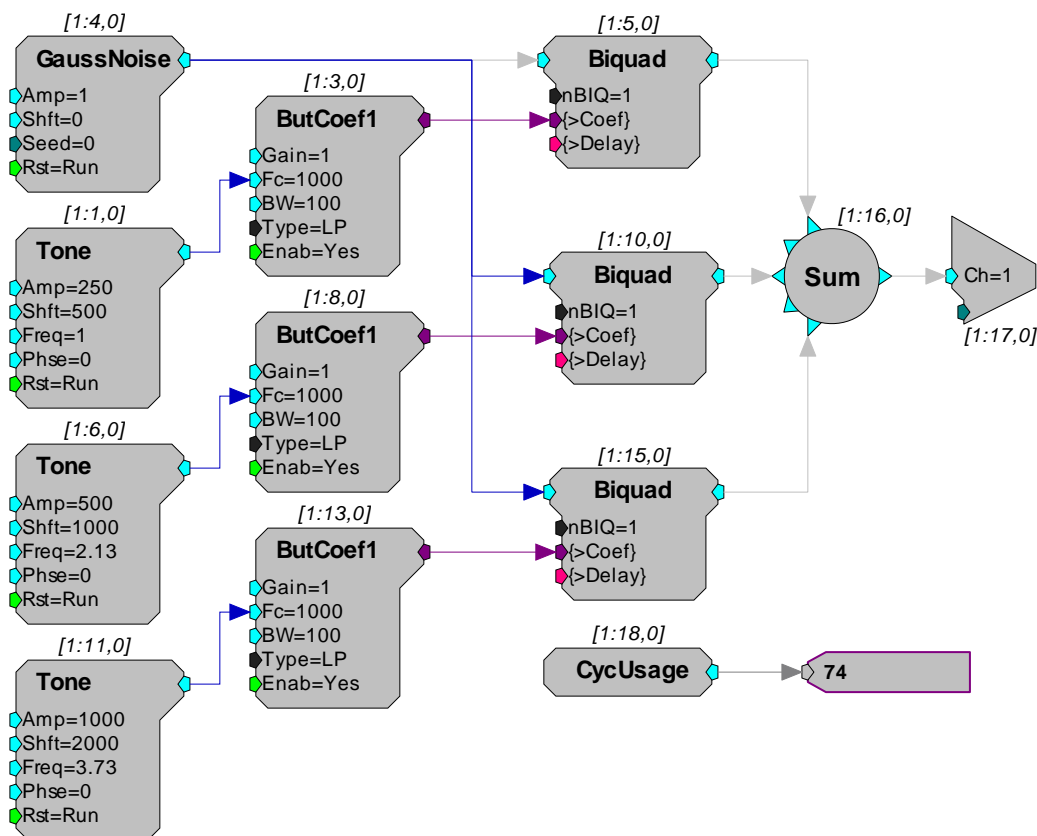 [1:4,0]
GaussNoise
Amp=1
Shft=0
Seed=0
Rst=Run
[1:1,0]
Tone
Amp=250
Shft=500
Freq=1
Phse=0
Rst=Run
[1:6,0]
Tone
Amp=500
Shft=1000
Freq=2.13
Phse=0
Rst=Run
[1:11,0]
Tone
Amp=1000
Shft=2000
Freq=3.73
Phse=0
Rst=Run
[1:3,0]
ButCoef1
Gain=1
Fc=1000
BW=100
Type=LP
Enab=Yes
[1:8,0]
ButCoef1
Gain=1
Fc=1000
BW=100
Type=LP
Enab=Yes
[1:13,0]
ButCoef1
Gain=1
Fc=1000
BW=100
Type=LP
Enab=Yes
[1:5,0]
Biquad
nBIQ=1
{>Coef}
{>Delay}
[1:10,0]
Biquad
nBIQ=1
{>Coef}
{>Delay}
[1:15,0]
Biquad
nBIQ=1
{>Coef}
{>Delay}
[1:16,0]
Sum
Ch=1
[1:17,0]
[1:18,0]
CycUsage
74